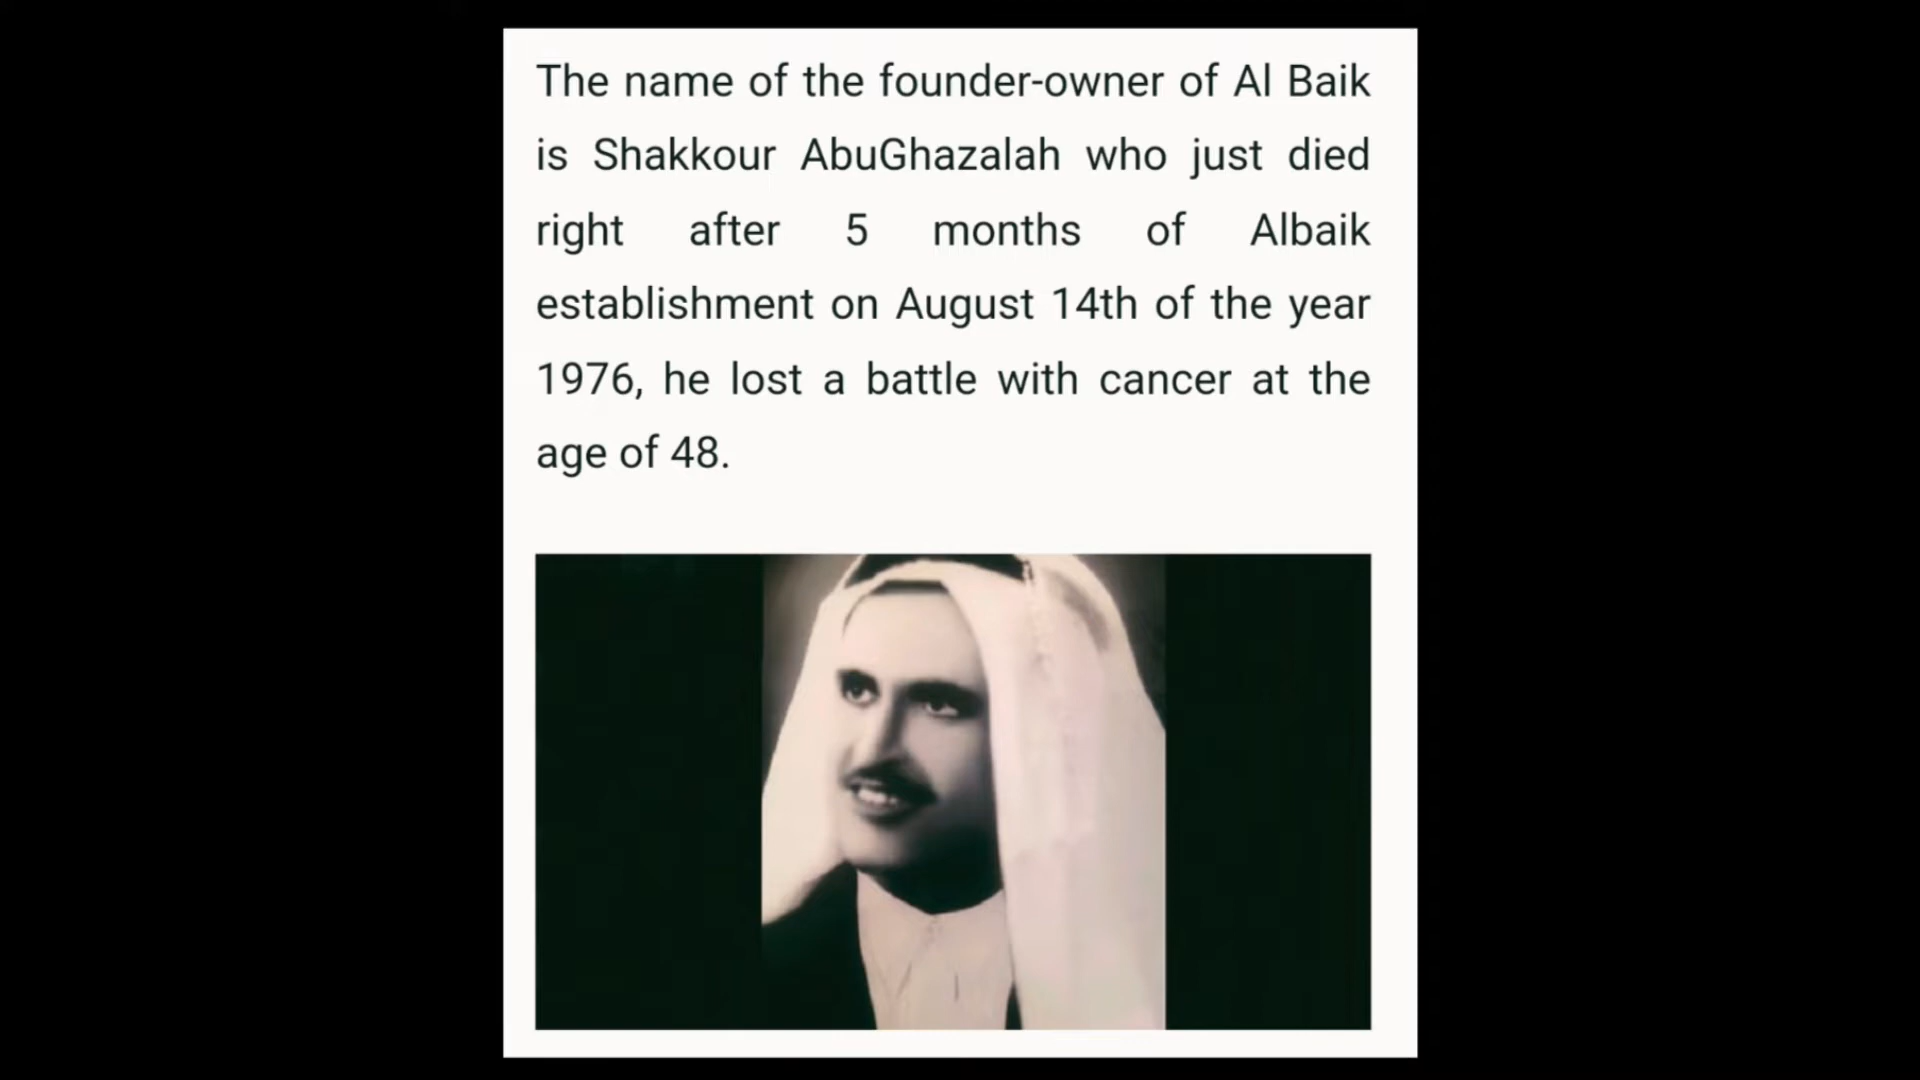 The name of the founder-owner of Al Baik
is Shakkour AbuGhazalah who just died
right after 5 months of Albaik
establishment on August 14th of the year
1976, he lost a battle with cancer at the
age of 48.